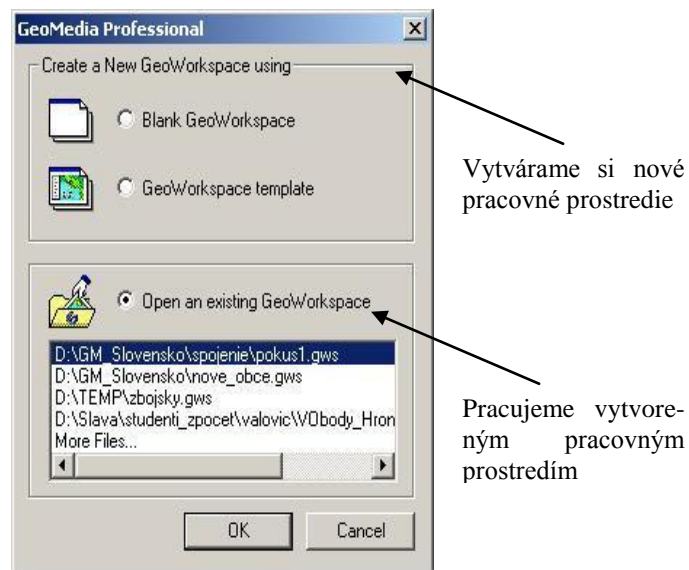 GeoMedia Professional
Create a New GeoWorkspace using
Blank GeoWorkspace
GeoWorkspace template
Vytvárame si nové
pracovné prostredie
Open an existing GeoWorkspace
D:\GM_Slovensko\spojenie\pokus1.gws
D:\GM_Slovensko\nove_obce.gws
D:\TEMP\zbojsky.gws
D:\Slava\studenti_zpocet\valovic\VObody_Hron
More Files...
Pracujeme vytvore-
ným pracovným
prostredím
OK Cancel